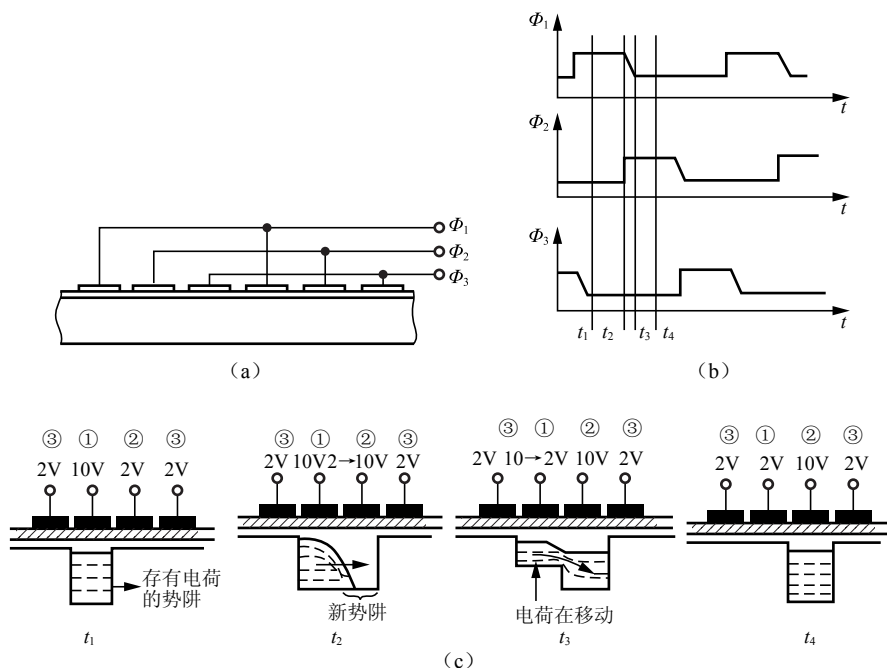 Φ₁
t
Φ₂
t
Φ₃
t
t₁ t₂ t₃ t₄
（b）
Φ₁
Φ₂
Φ₃
（a）
③ ① ② ③
2V 10V 2V 2V
存有电荷
的势阱
t₁
③ ① ② ③
2V 10V 2→10V 2V
新势阱
t₂
③ ① ② ③
2V 10→2V 10V 2V
电荷在移动
t₃
③ ① ② ③
2V 2V 10V 2V
t₄
（c）